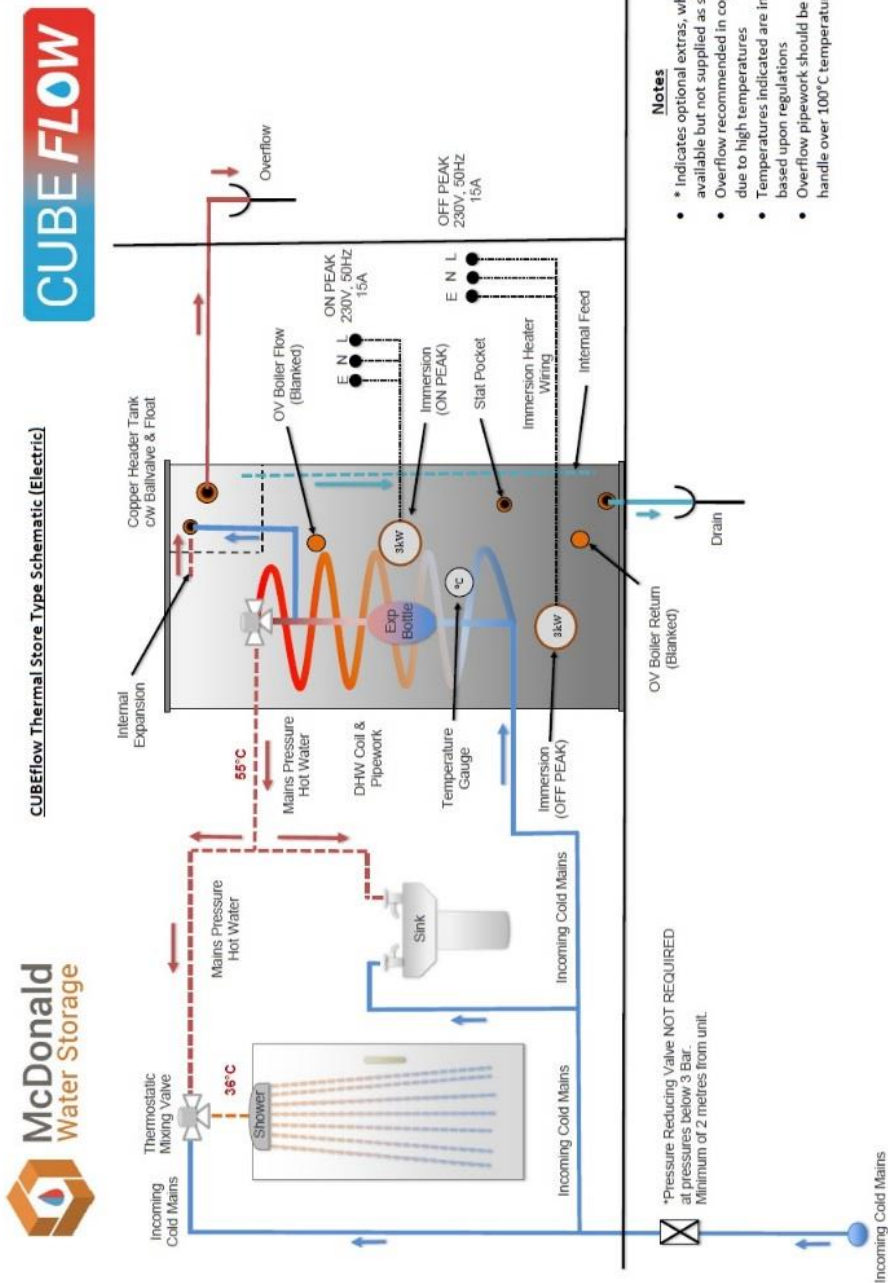 McDonald
Water Storage
CUBEflow Thermal Store Type Schematic (Electric)
CUBE FLOW
Thermostatic
Mixing Valve
Incoming
Cold Mains
36°C
Shower
Mains Pressure
Hot Water
55°C
Mains Pressure
Hot Water
Sink
DHW Coil &
Pipework
Temperature
Gauge
Immersion
(OFF PEAK)
Incoming Cold Mains
Incoming Cold Mains
Internal
Expansion
Copper Header Tank
c/w Ballvalve & Float
Exp
Bottle
°C
3kW
3kW
Overflow
OV Boiler Flow
(Blanked)
ON PEAK
230V, 50Hz
15A
E N L
Immersion
(ON PEAK)
Stat Pocket
OFF PEAK
230V, 50Hz
15A
E N L
Immersion Heater
Wiring
Internal Feed
OV Boiler Return
(Blanked)
Drain
*Pressure Reducing Valve NOT REQUIRED
at pressures below 3 Bar.
Minimum of 2 metres from unit.
Incoming Cold Mains
Notes
• * Indicates optional extras,
available but not supplied as
• Overflow recommended in
due to high temperatures
• Temperatures indicated are
based upon regulations
• Overflow pipework should be
handle over 100°C